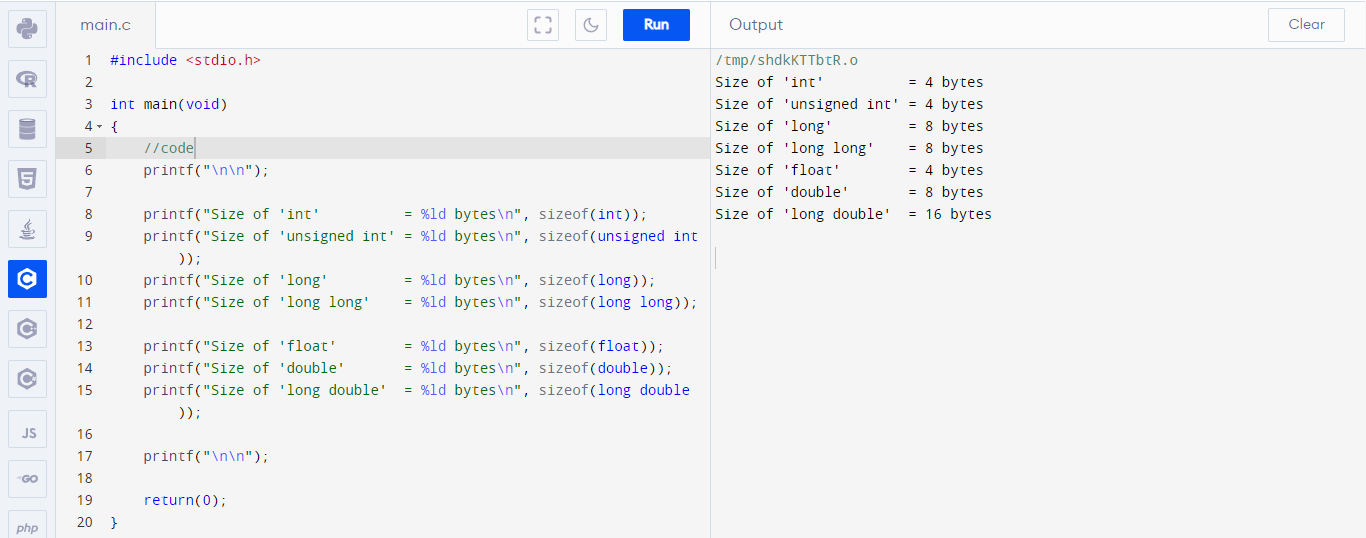 main.c
Run
Output
Clear
1 #include <stdio.h>
2
3 int main(void)
4 {
5     //code
6     printf("\n\n");
7
8     printf("Size of 'int'          = %ld bytes\n", sizeof(int));
9     printf("Size of 'unsigned int' = %ld bytes\n", sizeof(unsigned int
));
10     printf("Size of 'long'         = %ld bytes\n", sizeof(long));
11     printf("Size of 'long long'    = %ld bytes\n", sizeof(long long));
12
13     printf("Size of 'float'        = %ld bytes\n", sizeof(float));
14     printf("Size of 'double'       = %ld bytes\n", sizeof(double));
15     printf("Size of 'long double'  = %ld bytes\n", sizeof(long double
));
16
17     printf("\n\n");
18
19     return(0);
20 }
/tmp/shdkKTTbtR.o
Size of 'int'          = 4 bytes
Size of 'unsigned int' = 4 bytes
Size of 'long'         = 8 bytes
Size of 'long long'    = 8 bytes
Size of 'float'        = 4 bytes
Size of 'double'       = 8 bytes
Size of 'long double'  = 16 bytes
R
5
C
C
C
JS
GO
php